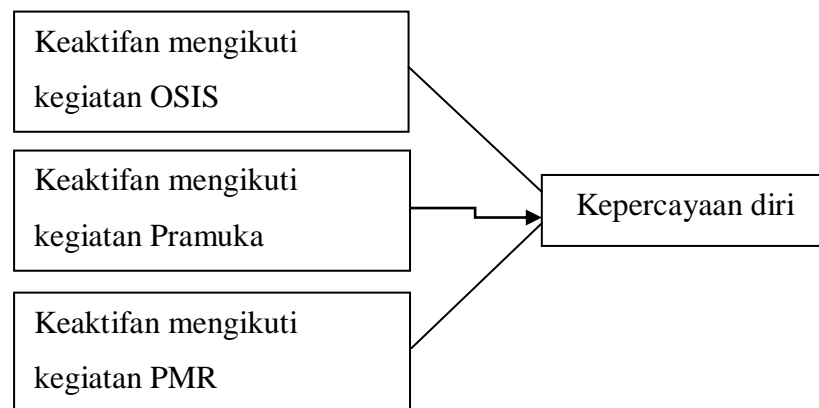 Keaktifan mengikuti
kegiatan OSIS
Keaktifan mengikuti
kegiatan Pramuka
Kepercayaan diri
Keaktifan mengikuti
kegiatan PMR